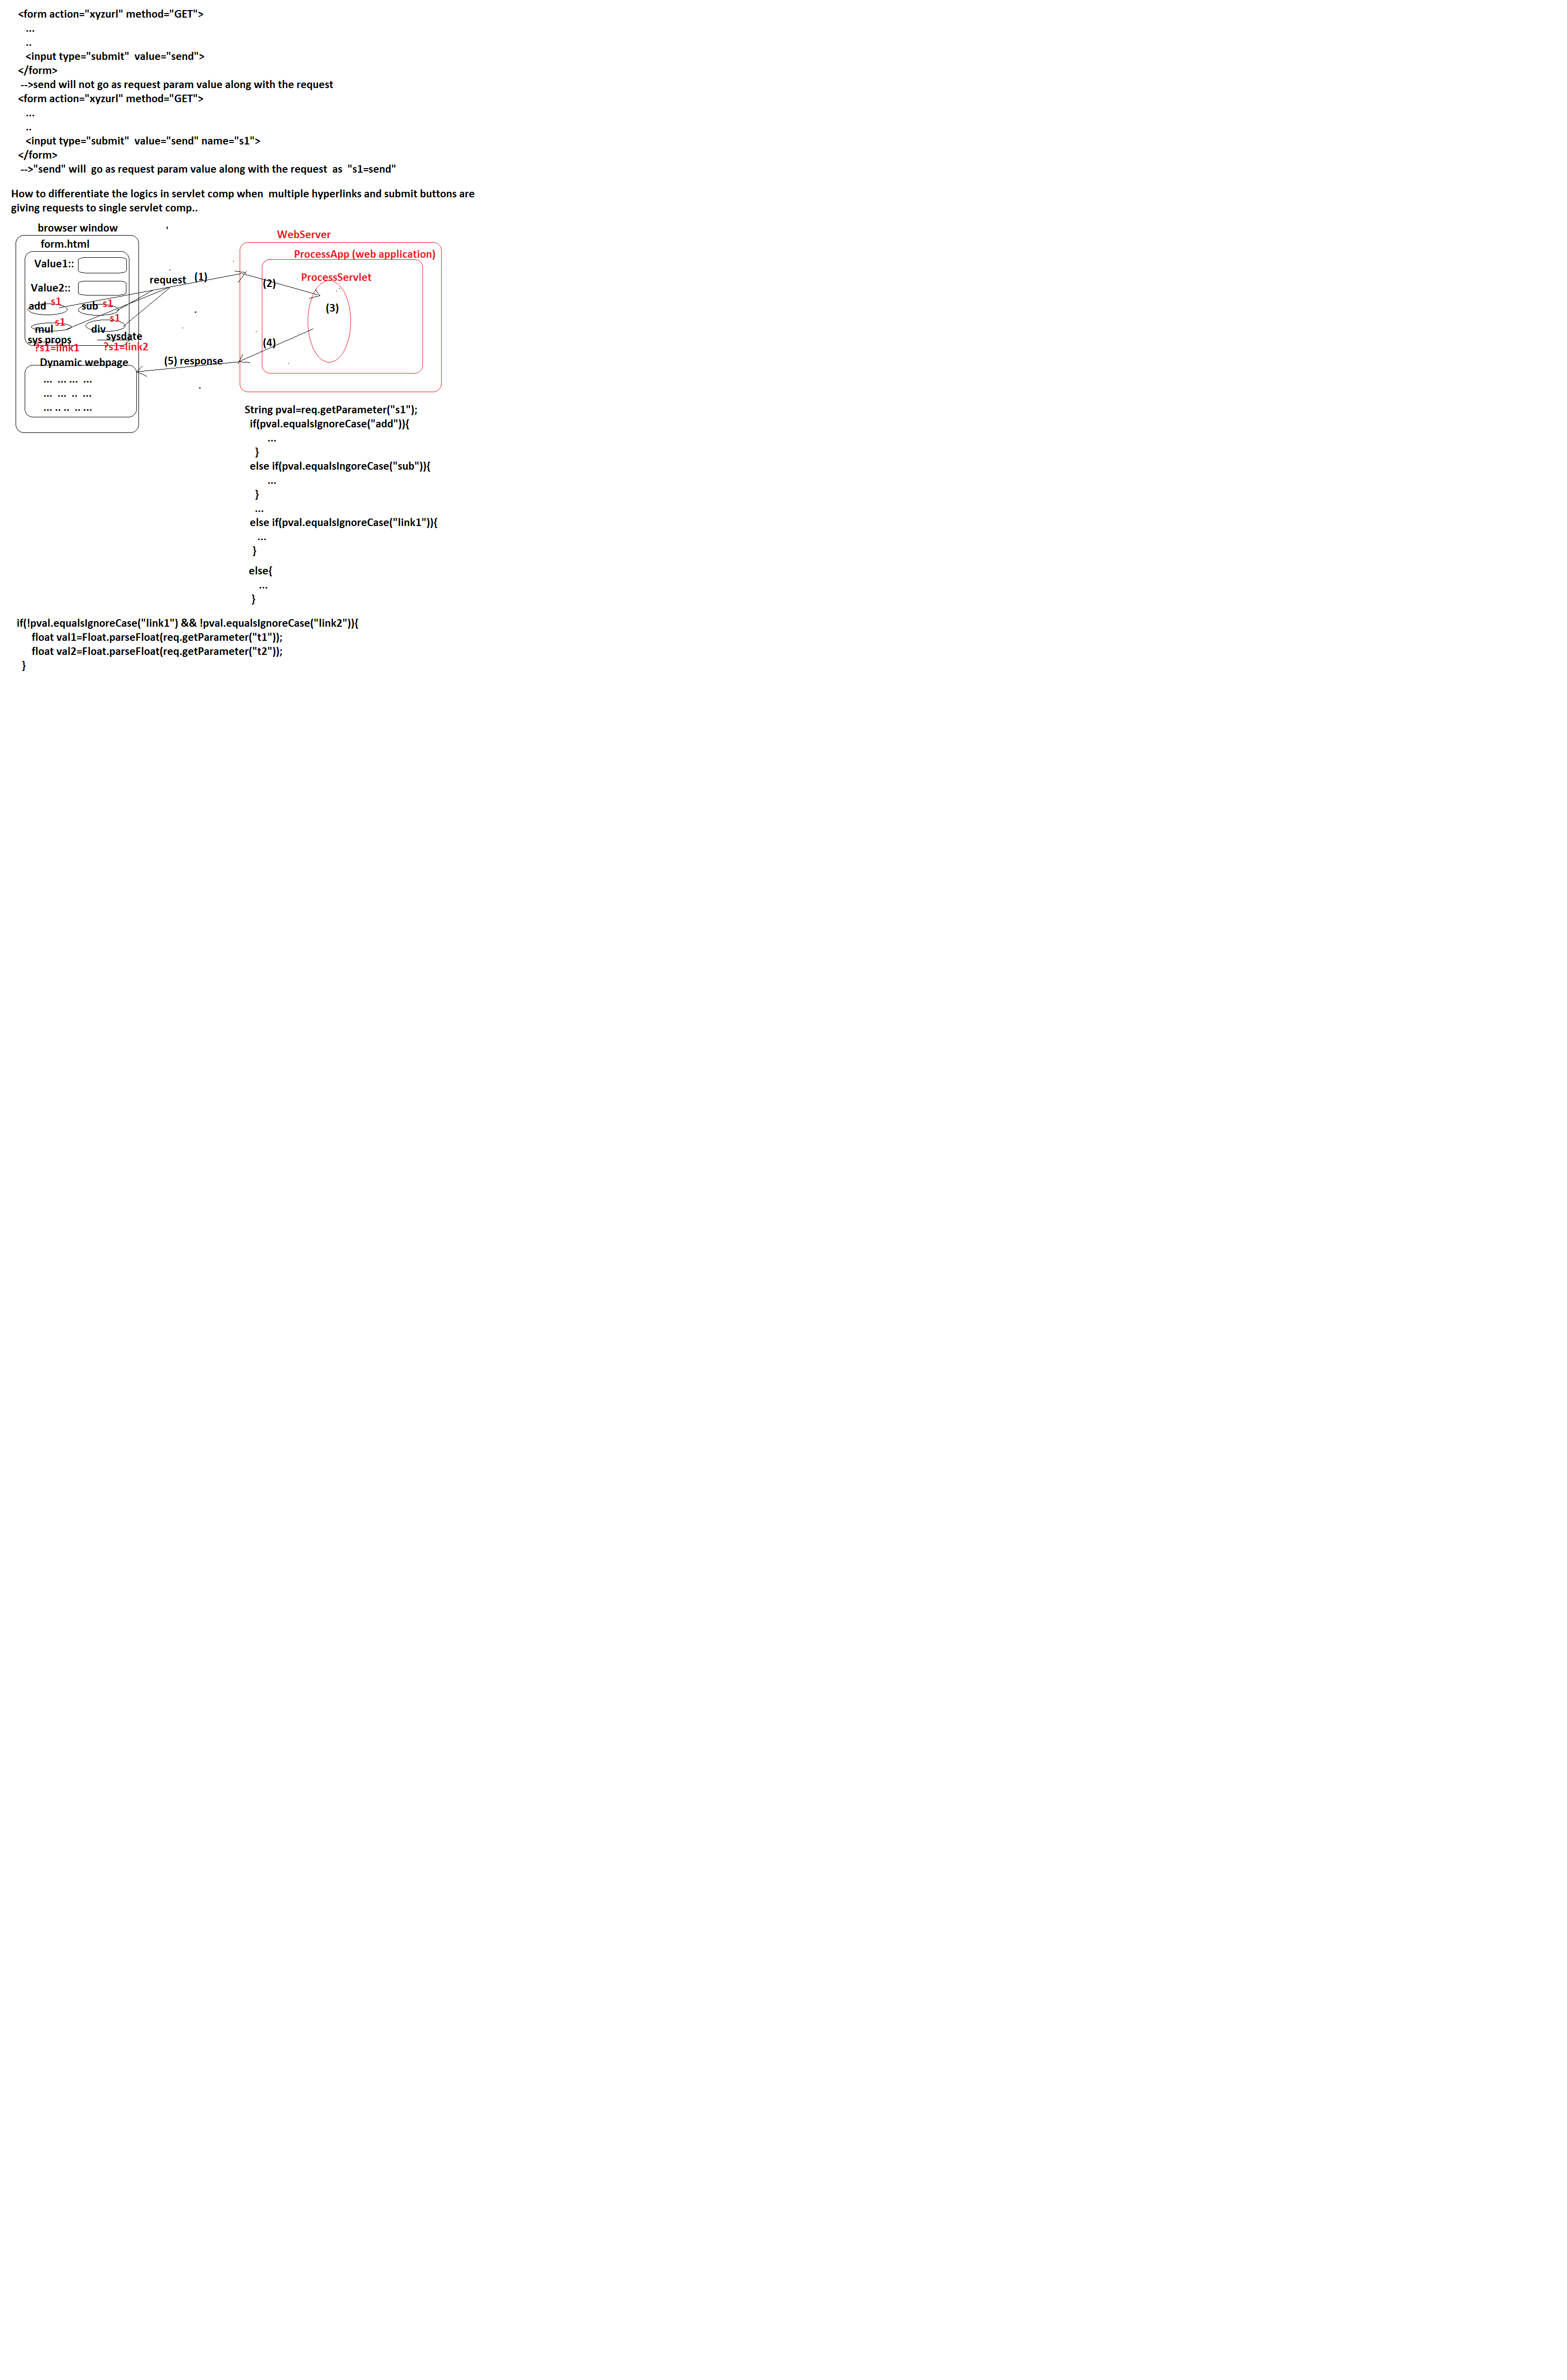 <form action="xyzurl" method="GET">
...
..
<input type="submit"  value="send">
</form>
-->send will not go as request param value along with the request
<form action="xyzurl" method="GET">
...
..
<input type="submit"  value="send" name="s1">
</form>
-->"send" will  go as request param value along with the request  as  "s1=send"
How to differentiate the logics in servlet comp when  multiple hyperlinks and submit buttons are
giving requests to single servlet comp..
browser window
form.html
Value1::
Value2::
add s1 sub s1
mul s1 div s1
sys props sysdate
?s1=link1 ?s1=link2
Dynamic webpage
...  ... ...  ...
...  ...  ..  ...
... .. ..  .. ...
request (1)
WebServer
ProcessApp (web application)
ProcessServlet
(2)
(3)
(4)
(5) response
String pval=req.getParameter("s1");
if(pval.equalsIgnoreCase("add")){
...
}
else if(pval.equalsIngoreCase("sub")){
...
}
...
else if(pval.equalsIgnoreCase("link1")){
...
}
else{
...
}
if(!pval.equalsIgnoreCase("link1") && !pval.equalsIgnoreCase("link2")){
float val1=Float.parseFloat(req.getParameter("t1"));
float val2=Float.parseFloat(req.getParameter("t2"));
}